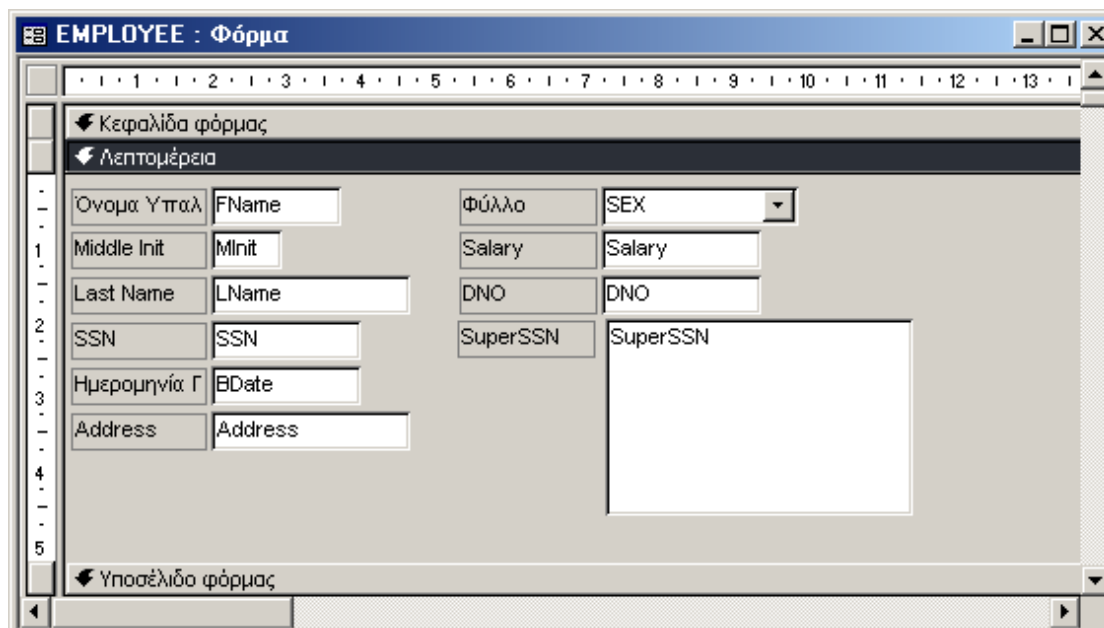 EMPLOYEE : Φόρμα
1 2 3 4 5 6 7 8 9 10 11 12 13
Κεφαλίδα φόρμας
Λεπτομέρεια
Όνομα Υπαλ FName
Middle Init MInit
Last Name LName
SSN SSN
Ημερομηνία Γ BDate
Address Address
Φύλλο SEX
Salary Salary
DNO DNO
SuperSSN SuperSSN
1
2
3
4
5
Υποσέλιδο φόρμας